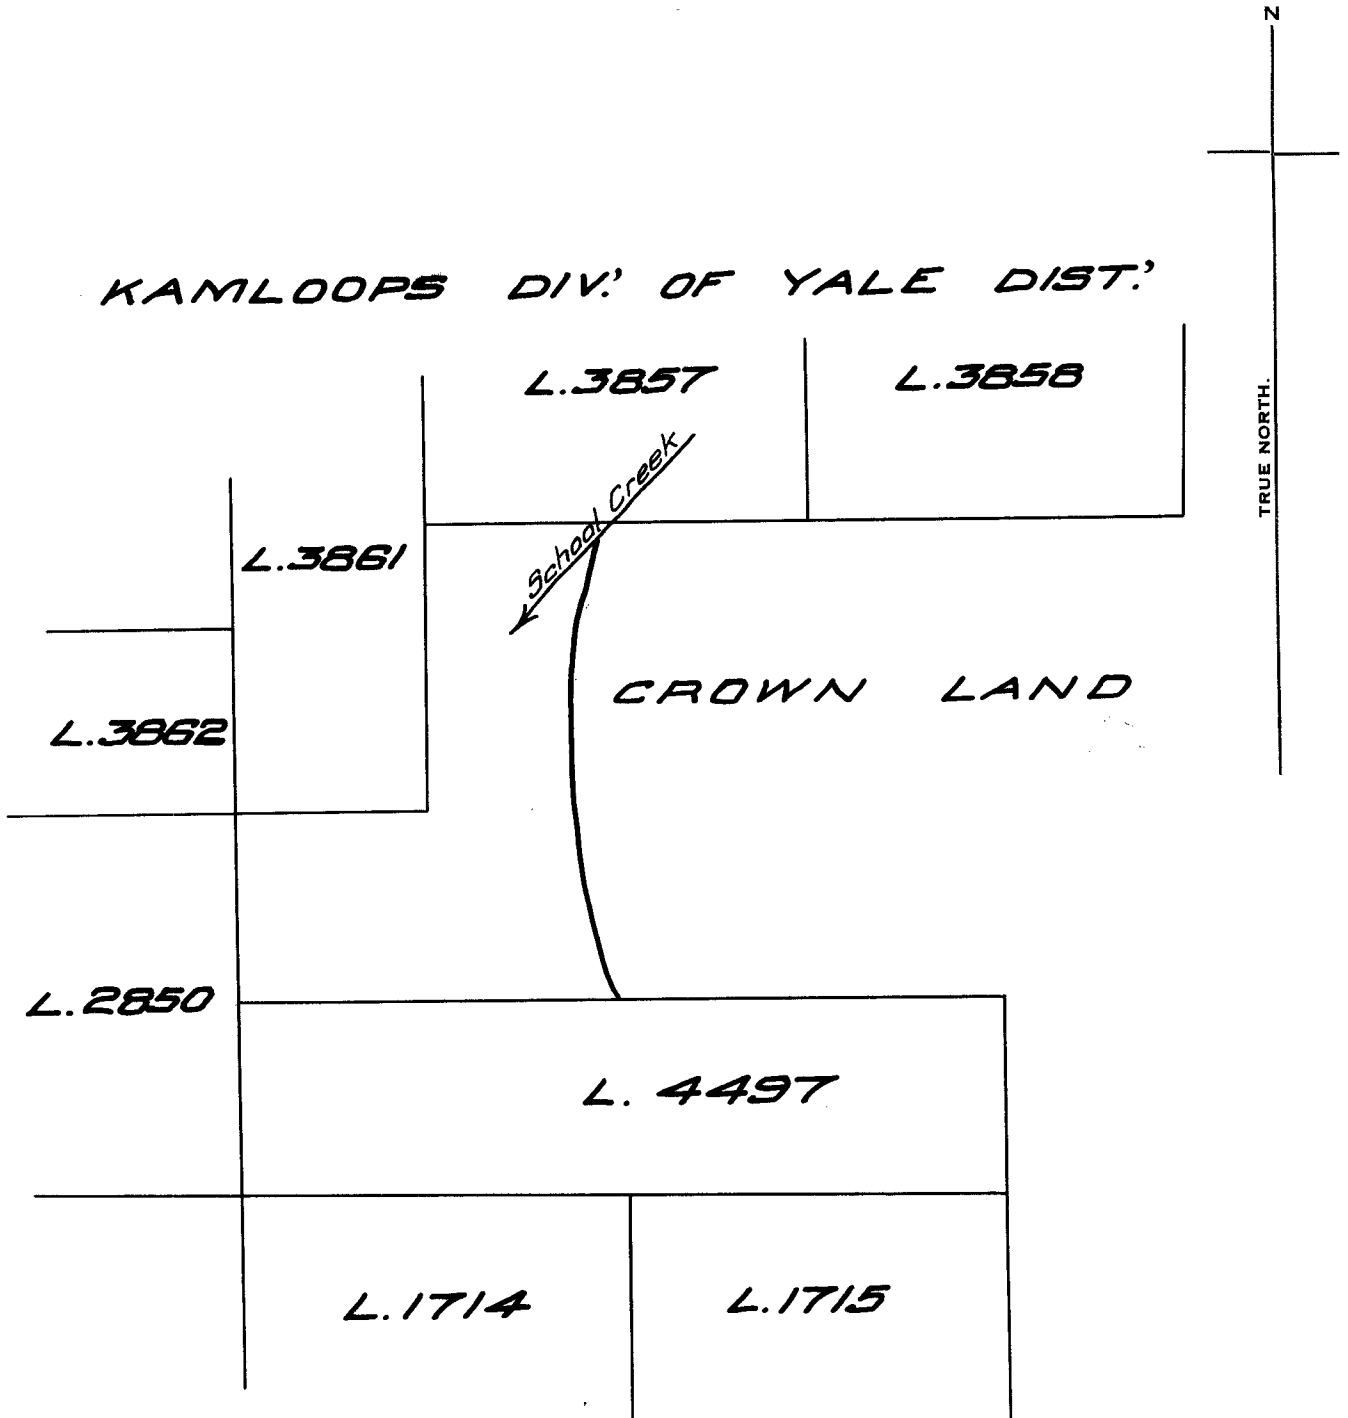 N
TRUE NORTH.
KAMLOOPS DIV.' OF YALE DIST.'
L.3857
L.3858
School Creek
L.3861
CROWN LAND
L.3862
L.2850
L. 4497
L.1714
L.1715